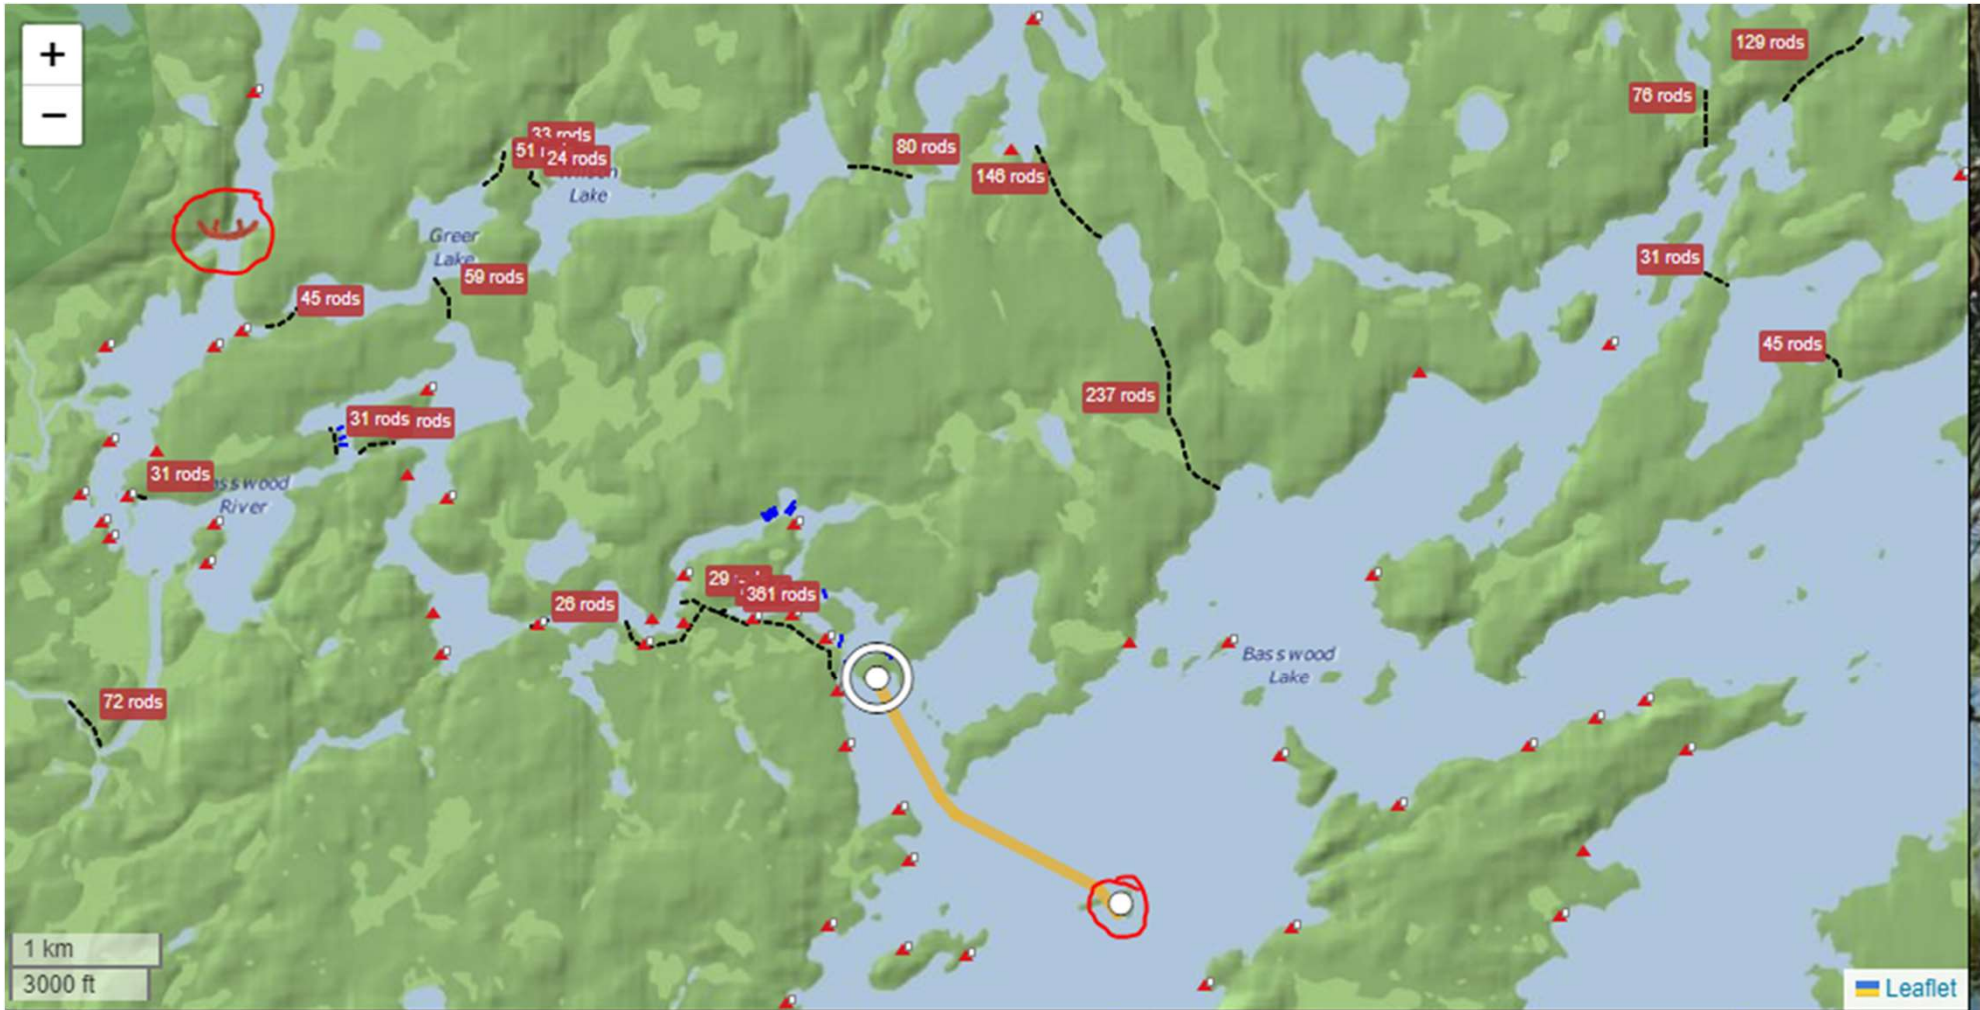 +
−
129 rods
76 rods
33 rods
51
24 rods
Lake
80 rods
146 rods
Greer
Lake
59 rods
45 rods
31 rods
45 rods
237 rods
31 rods
rods
31 rods
River
29
361 rods
26 rods
Basswood
Lake
72 rods
1 km
3000 ft
Leaflet